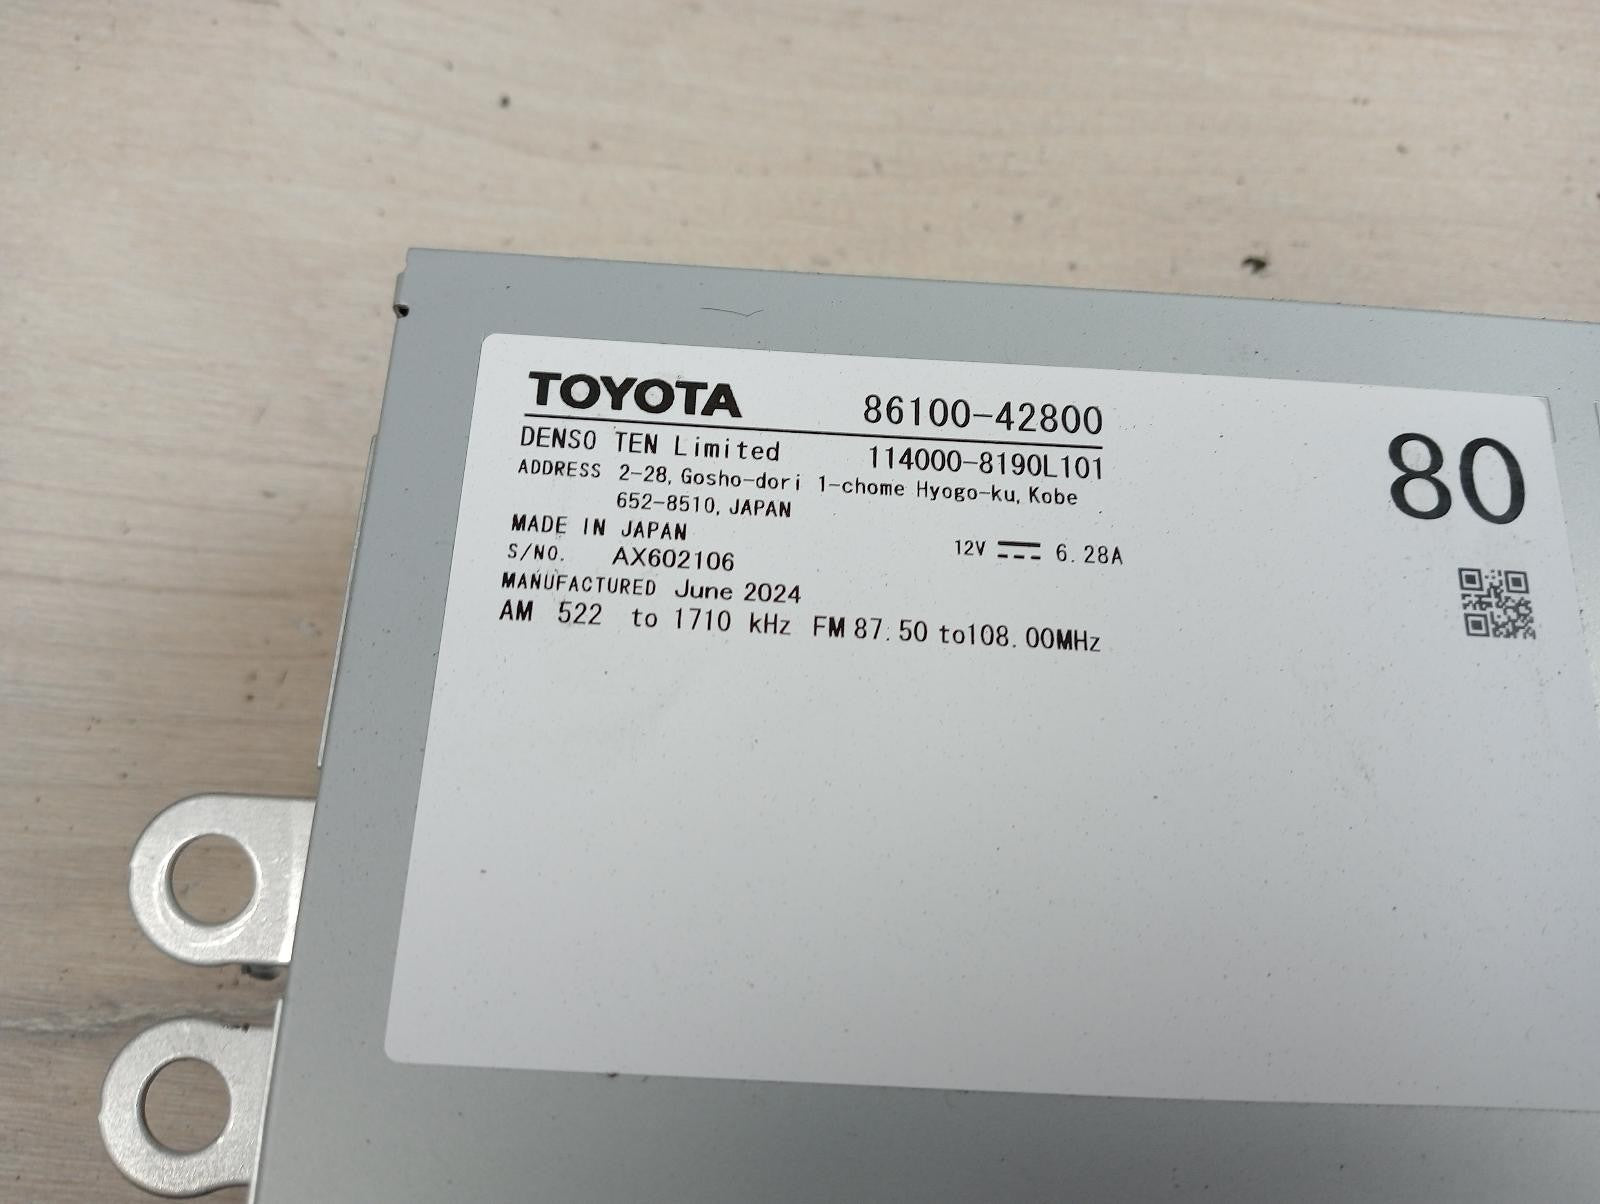 TOYOTA 86100-42800
DENSO TEN Limited 114000-8190L101
80
ADDRESS 2-28, Gosho-dori 1-chome Hyogo-ku, Kobe
652-8510, JAPAN
MADE IN JAPAN
12V 6.28A
S/NO. AX602106
MANUFACTURED June 2024
AM 522 to 1710 kHz FM 87.50 to108.00MHz